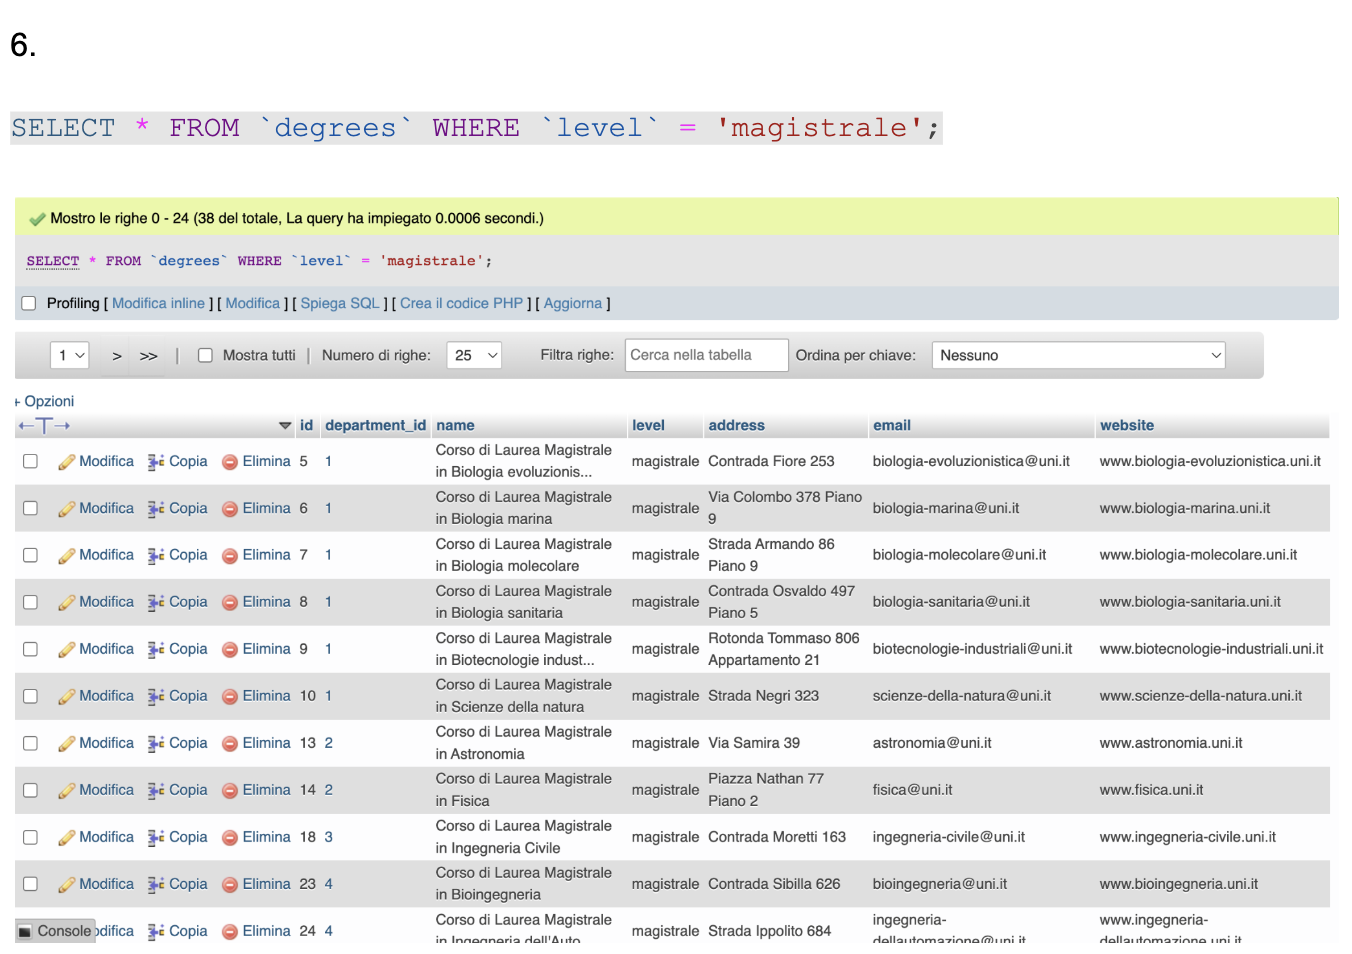 6.
SELECT * FROM `degrees` WHERE `level` = 'magistrale';
Mostro le righe 0 - 24 (38 del totale, La query ha impiegato 0.0006 secondi.)
SELECT * FROM `degrees` WHERE `level` = 'magistrale';
Profiling [ Modifica inline ] [ Modifica ] [ Spiega SQL ] [ Crea il codice PHP ] [ Aggiorna ]
1 > >> | Mostra tutti | Numero di righe: 25 Filtra righe: Cerca nella tabella Ordina per chiave: Nessuno
+ Opzioni
←T→ id department_id name level address email website
Modifica Copia Elimina 5 1 Corso di Laurea Magistrale in Biologia evoluzionis... magistrale Contrada Fiore 253 biologia-evoluzionistica@uni.it www.biologia-evoluzionistica.uni.it
Modifica Copia Elimina 6 1 Corso di Laurea Magistrale in Biologia marina magistrale Via Colombo 378 Piano 9 biologia-marina@uni.it www.biologia-marina.uni.it
Modifica Copia Elimina 7 1 Corso di Laurea Magistrale in Biologia molecolare magistrale Strada Armando 86 Piano 9 biologia-molecolare@uni.it www.biologia-molecolare.uni.it
Modifica Copia Elimina 8 1 Corso di Laurea Magistrale in Biologia sanitaria magistrale Contrada Osvaldo 497 Piano 5 biologia-sanitaria@uni.it www.biologia-sanitaria.uni.it
Modifica Copia Elimina 9 1 Corso di Laurea Magistrale in Biotecnologie indust... magistrale Rotonda Tommaso 806 Appartamento 21 biotecnologie-industriali@uni.it www.biotecnologie-industriali.uni.it
Modifica Copia Elimina 10 1 Corso di Laurea Magistrale in Scienze della natura magistrale Strada Negri 323 scienze-della-natura@uni.it www.scienze-della-natura.uni.it
Modifica Copia Elimina 13 2 Corso di Laurea Magistrale in Astronomia magistrale Via Samira 39 astronomia@uni.it www.astronomia.uni.it
Modifica Copia Elimina 14 2 Corso di Laurea Magistrale in Fisica magistrale Piazza Nathan 77 Piano 2 fisica@uni.it www.fisica.uni.it
Modifica Copia Elimina 18 3 Corso di Laurea Magistrale in Ingegneria Civile magistrale Contrada Moretti 163 ingegneria-civile@uni.it www.ingegneria-civile.uni.it
Modifica Copia Elimina 23 4 Corso di Laurea Magistrale in Bioingegneria magistrale Contrada Sibilla 626 bioingegneria@uni.it www.bioingegneria.uni.it
Console odifica Copia Elimina 24 4 Corso di Laurea Magistrale in Ingegneria dell'Auto magistrale Strada Ippolito 684 ingegneria-dellautomazione@uni.it www.ingegneria-dellautomazione.uni.it